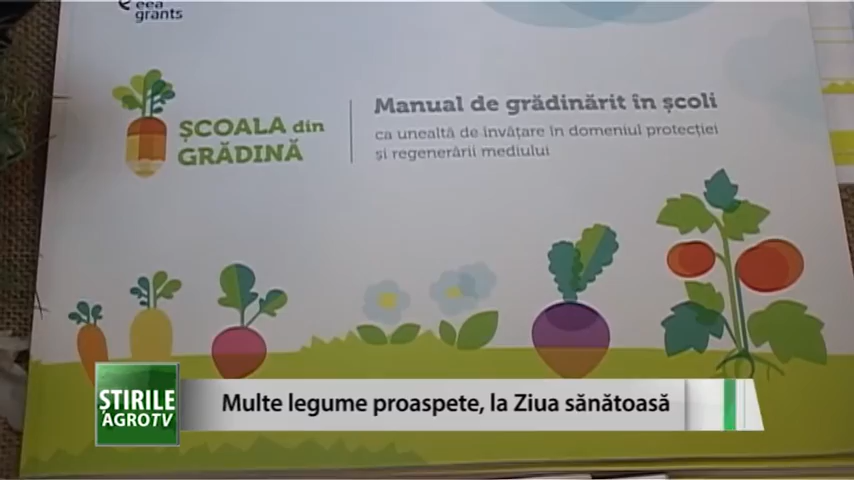 eea
grants
ȘCOALA din
GRĂDINĂ
Manual de grădinărit în școli
ca unealtă de învățare în domeniul protecției
și regenerării mediului
ȘTIRILE
AGROTV
Multe legume proaspete, la Ziua sănătoasă